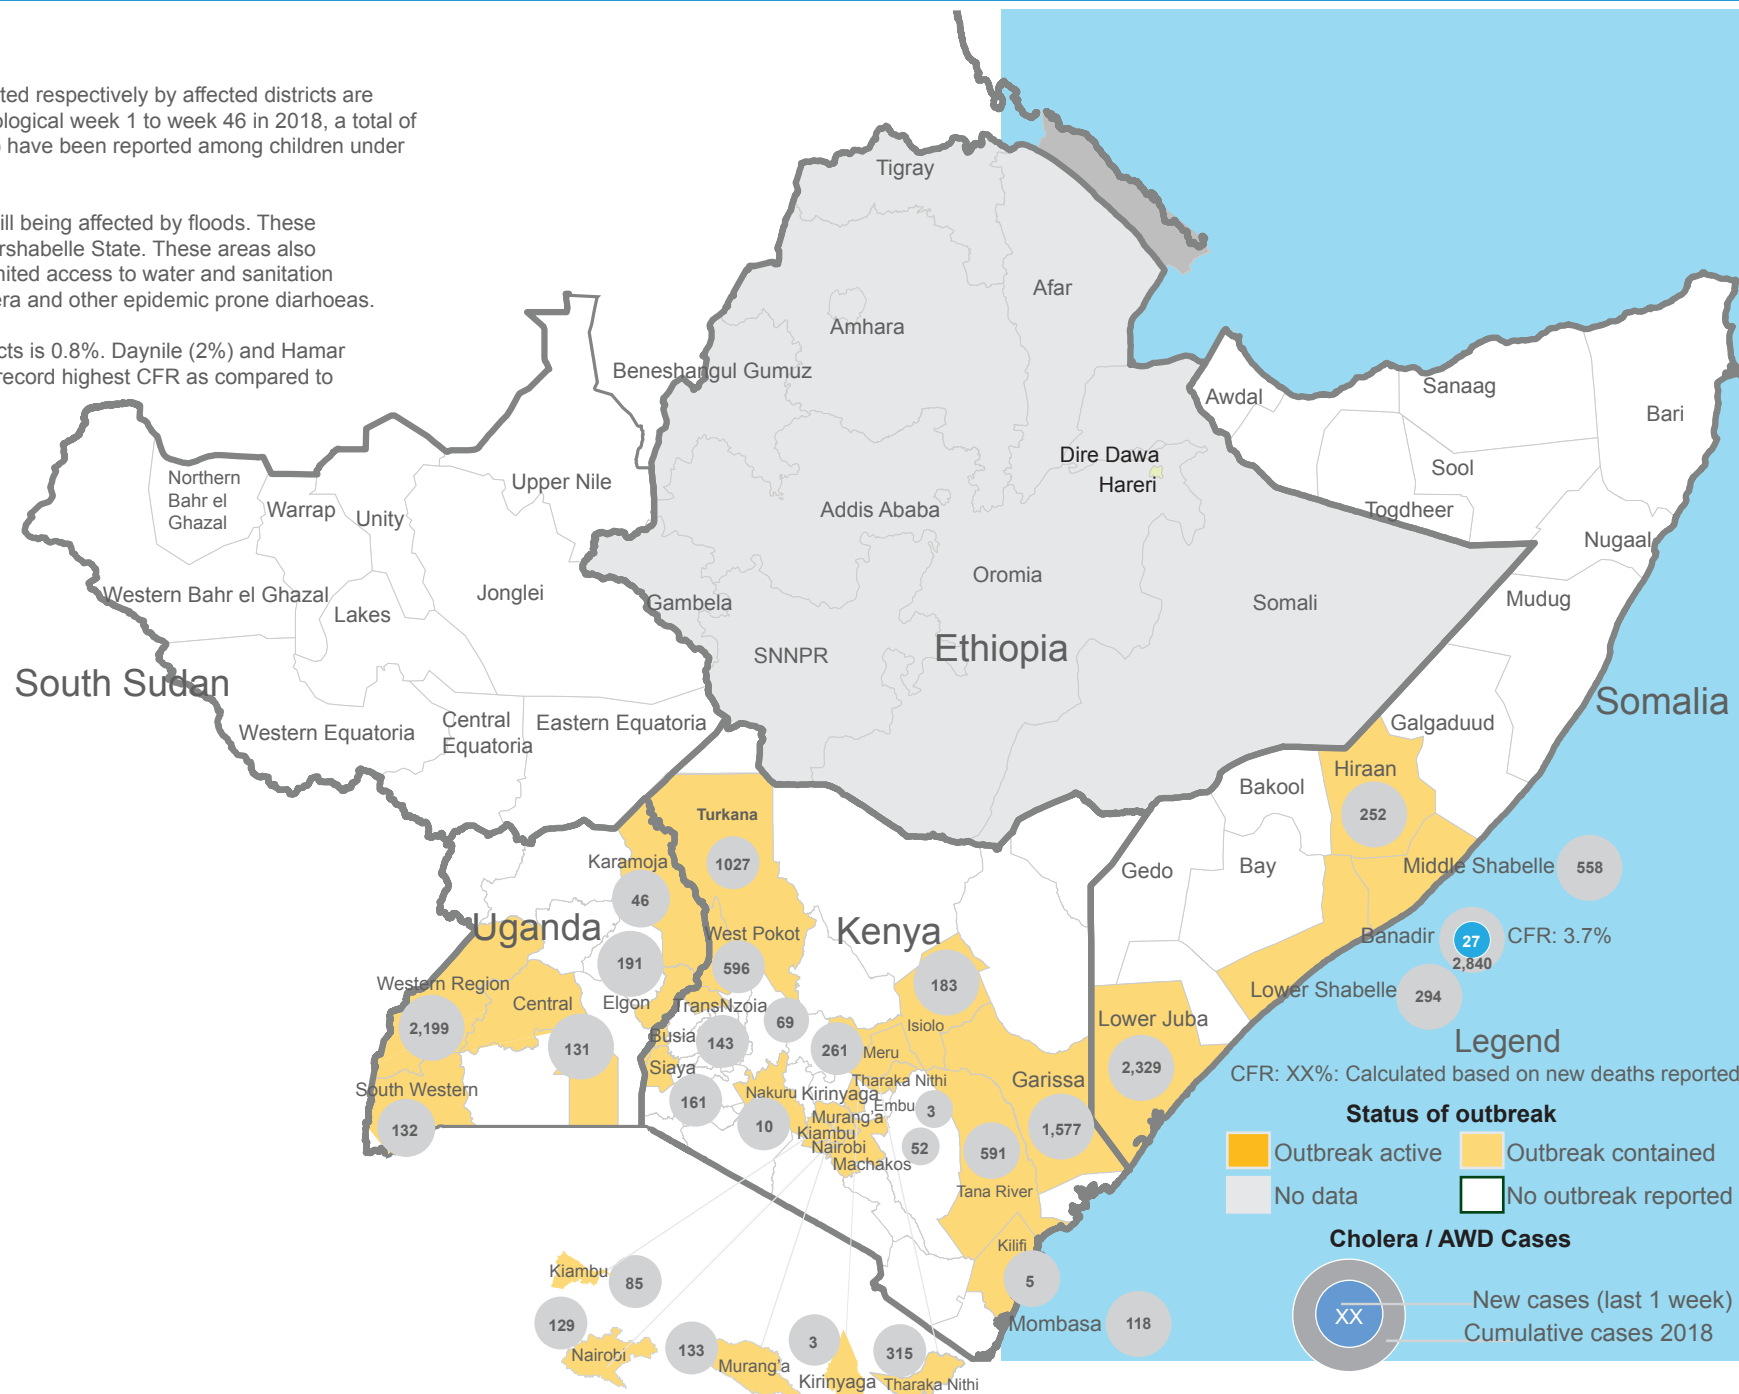 ted respectively by affected districts are
ological week 1 to week 46 in 2018, a total of
have been reported among children under
ill being affected by floods. These
rshabelle State. These areas also
nited access to water and sanitation
era and other epidemic prone diarhoeas.
cts is 0.8%. Daynile (2%) and Hamar
record highest CFR as compared to
Tigray
Afar
Amhara
Beneshangul Gumuz
Dire Dawa
Hareri
Addis Ababa
Oromia
Somali
Gambela
SNNPR
Ethiopia
Awdal
Sanaag
Bari
Sool
Togdheer
Nugaal
Mudug
Galgaduud
Somalia
Northern
Bahr el
Ghazal
Warrap
Unity
Upper Nile
Western Bahr el Ghazal
Lakes
Jonglei
South Sudan
Western Equatoria
Central
Equatoria
Eastern Equatoria
Hiraan
252
Bakool
Bay
Gedo
Middle Shabelle
558
Banadir
27
2,840
CFR: 3.7%
Lower Shabelle
294
Lower Juba
2,329
Turkana
1027
Karamoja
46
Uganda
191
Elgon
Western Region
2,199
Central
131
South Western
132
Kenya
West Pokot
596
TransNzoia
69
Busia
143
Siaya
161
Nakuru
10
183
Isiolo
261
Meru
Tharaka Nithi
Kirinyaga
Embu
3
Murang'a
Kiambu
Nairobi
Machakos
52
Garissa
1,577
591
Tana River
Kilifi
5
Mombasa
118
Kiambu
85
129
Nairobi
133
Murang'a
3
Kirinyaga
315
Tharaka Nithi
Legend
CFR: XX%: Calculated based on new deaths reported
Status of outbreak
Outbreak active
Outbreak contained
No data
No outbreak reported
Cholera / AWD Cases
XX
New cases (last 1 week)
Cumulative cases 2018